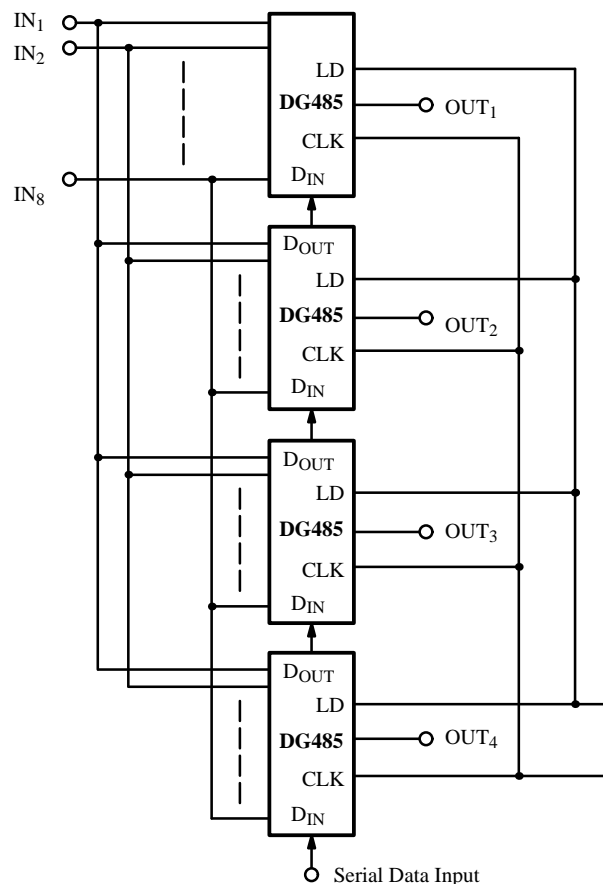 IN1
IN2
IN8
LD
DG485
OUT1
CLK
DIN
DOUT
LD
DG485
OUT2
CLK
DIN
DOUT
LD
DG485
OUT3
CLK
DIN
DOUT
LD
DG485
OUT4
CLK
DIN
Serial Data Input